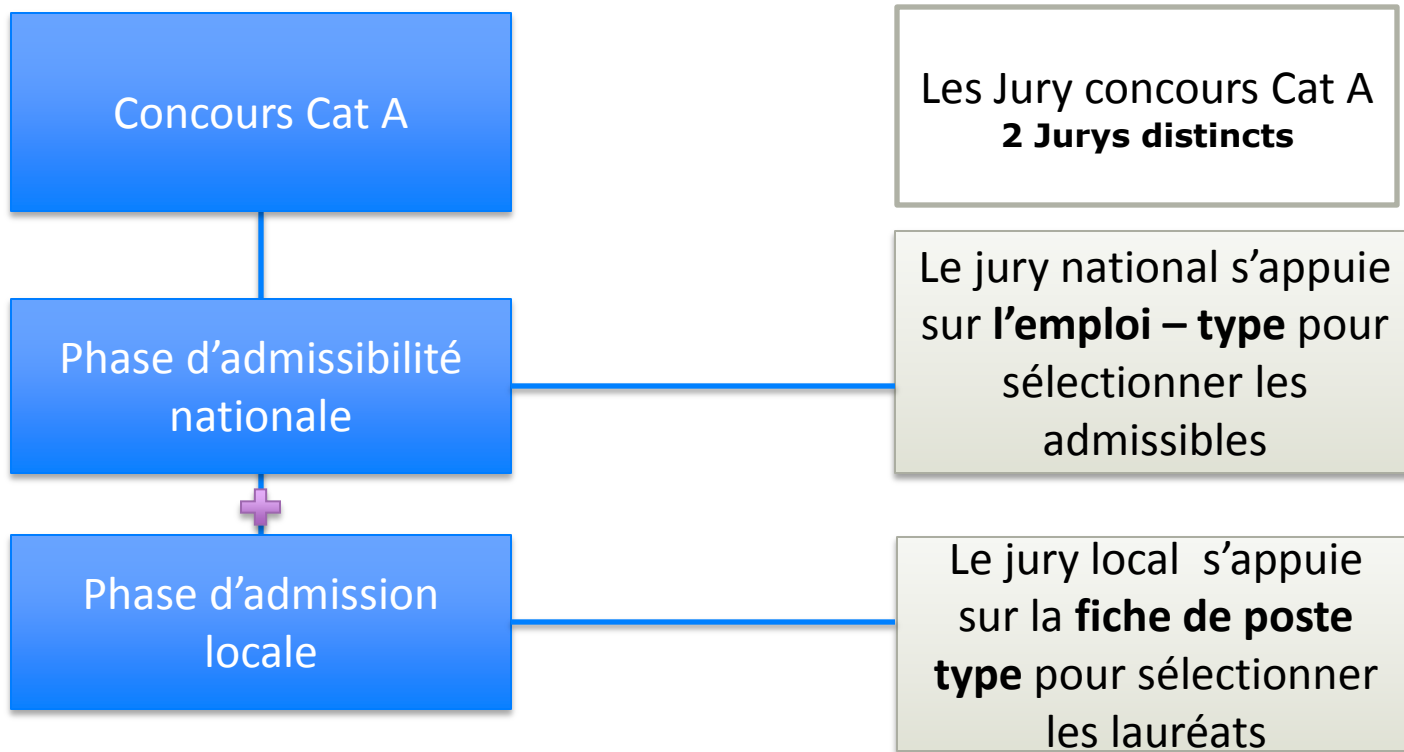 Concours Cat A
Les Jury concours Cat A
2 Jurys distincts
Phase d’admissibilité
nationale
Le jury national s’appuie
sur l’emploi – type pour
sélectionner les
admissibles
Phase d’admission
locale
Le jury local s’appuie
sur la fiche de poste
type pour sélectionner
les lauréats